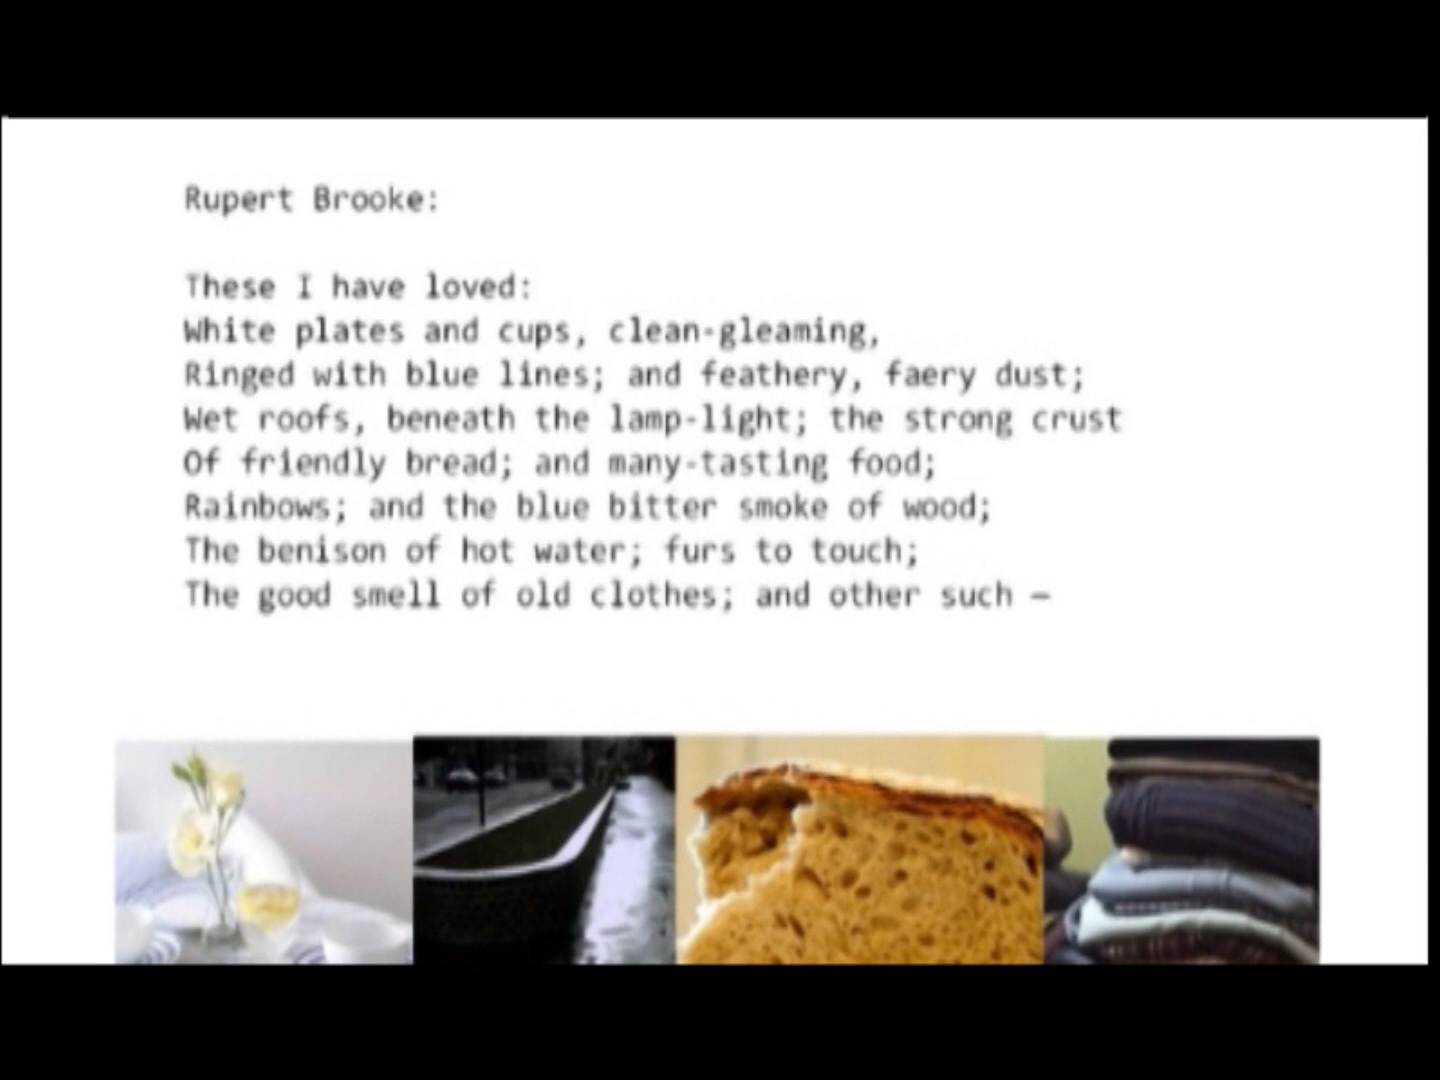 Rupert Brooke:
These I have loved:
White plates and cups, clean-gleaming,
Ringed with blue lines; and feathery, faery dust;
Wet roofs, beneath the lamp-light; the strong crust
Of friendly bread; and many-tasting food;
Rainbows; and the blue bitter smoke of wood;
The benison of hot water; furs to touch;
The good smell of old clothes; and other such —